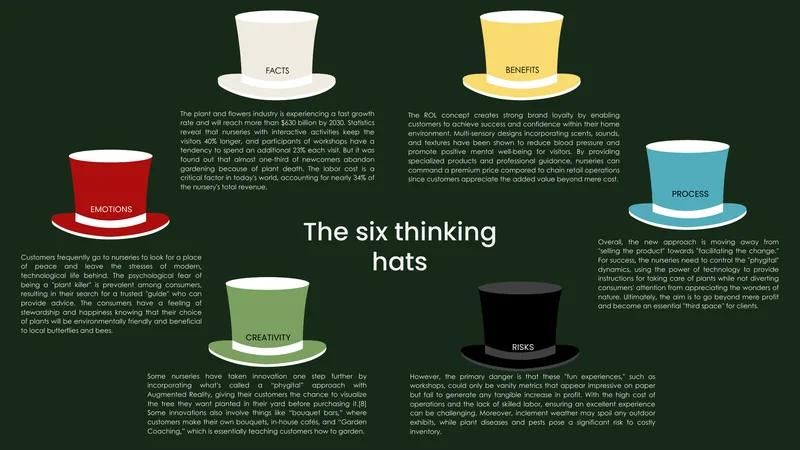 FACTS
The plant and flowers industry is experiencing a fast growth
rate and will reach more than $630 billion by 2030. Statistics
reveal that nurseries with interactive activities keep the
visitors 40% longer, and participants of workshops have a
tendency to spend an additional 23% each visit. But it was
found out that almost one-third of newcomers abandon
gardening because of plant death. The labor cost is a
critical factor in today's world, accounting for nearly 34% of
the nursery's total revenue.
BENEFITS
The ROL concept creates strong brand loyalty by enabling
customers to achieve success and confidence within their home
environment. Multi-sensory designs incorporating scents, sounds,
and textures have been shown to reduce blood pressure and
promote positive mental well-being for visitors. By providing
specialized products and professional guidance, nurseries can
command a premium price compared to chain retail operations
since customers appreciate the added value beyond mere cost.
EMOTIONS
Customers frequently go to nurseries to look for a place
of peace and leave the stresses of modern,
technological life behind. The psychological fear of
being a "plant killer" is prevalent among consumers,
resulting in their search for a trusted "guide" who can
provide advice. The consumers have a feeling of
stewardship and happiness knowing that their choice
of plants will be environmentally friendly and beneficial
to local butterflies and bees.
The six thinking
hats
PROCESS
Overall, the new approach is moving away from
"selling the product" towards "facilitating the change."
For success, the nurseries need to control the "phygital"
dynamics, using the power of technology to provide
instructions for taking care of plants while not diverting
consumers' attention from appreciating the wonders of
nature. Ultimately, the aim is to go beyond mere profit
and become an essential "third space" for clients.
CREATIVITY
Some nurseries have taken innovation one step further by
incorporating what's called a “phygital” approach with
Augmented Reality, giving their customers the chance to visualize
the tree they want planted in their yard before purchasing it.[8]
Some innovations also involve things like “bouquet bars,” where
customers make their own bouquets, in-house cafés, and “Garden
Coaching,” which is essentially teaching customers how to garden.
RISKS
However, the primary danger is that these "fun experiences," such as
workshops, could only be vanity metrics that appear impressive on paper
but fail to generate any tangible increase in profit. With the high cost of
operations and the lack of skilled labor, ensuring an excellent experience
can be challenging. Moreover, inclement weather may spoil any outdoor
exhibits, while plant diseases and pests pose a significant risk to costly
inventory.